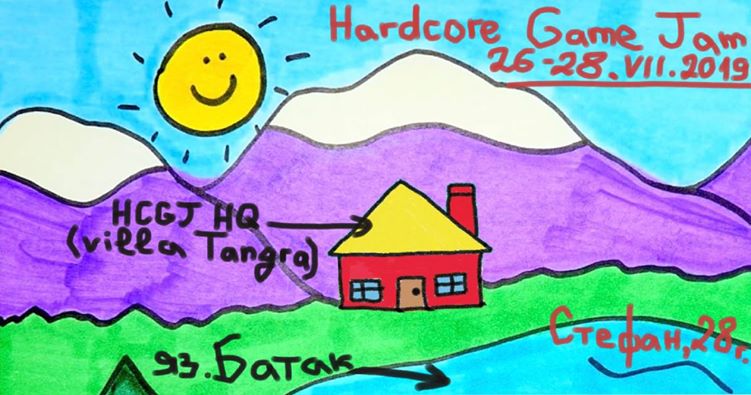 Hardcore Game Jam
26-28.VII.2019
HCGJ HQ
(villa Tangra)
яз.Батак
Стефан, 28г.